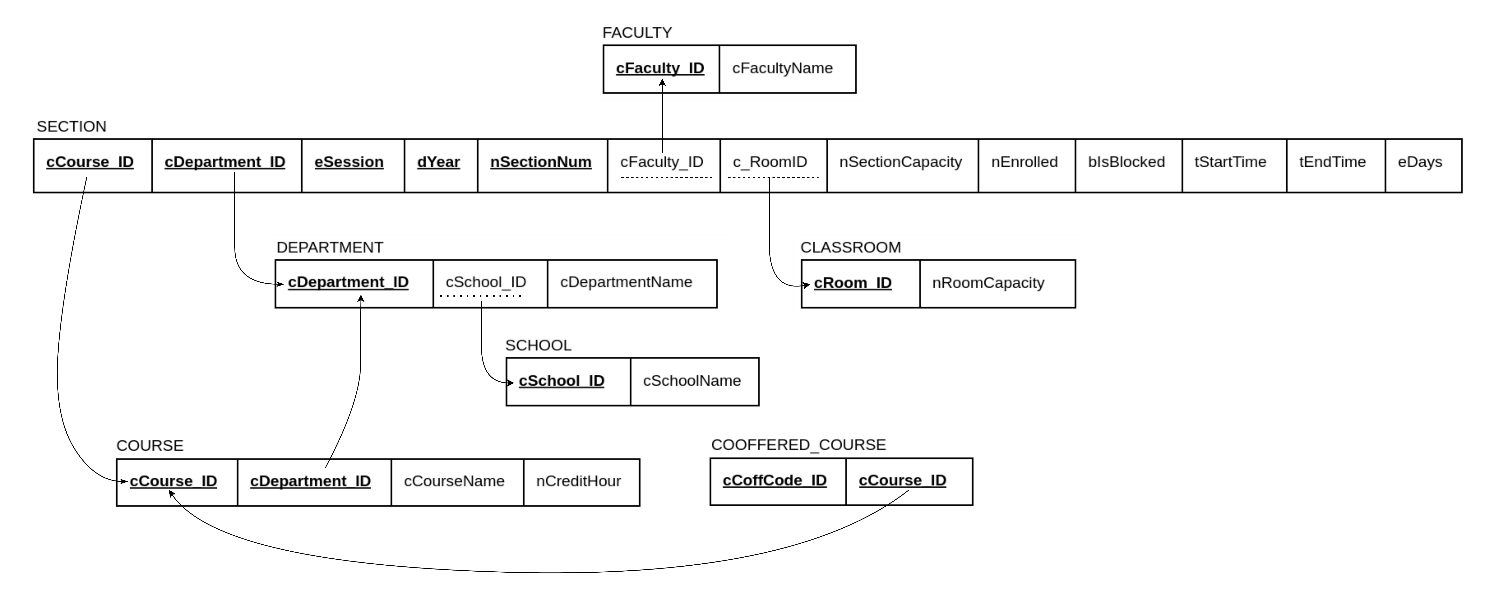 FACULTY
cFaculty_ID cFacultyName
SECTION
cCourse_ID cDepartment_ID eSession dYear nSectionNum cFaculty_ID c_RoomID nSectionCapacity nEnrolled bIsBlocked tStartTime tEndTime eDays
DEPARTMENT
cDepartment_ID cSchool_ID cDepartmentName
CLASSROOM
cRoom_ID nRoomCapacity
SCHOOL
cSchool_ID cSchoolName
COURSE
cCourse_ID cDepartment_ID cCourseName nCreditHour
COOFFERED_COURSE
cCoffCode_ID cCourse_ID